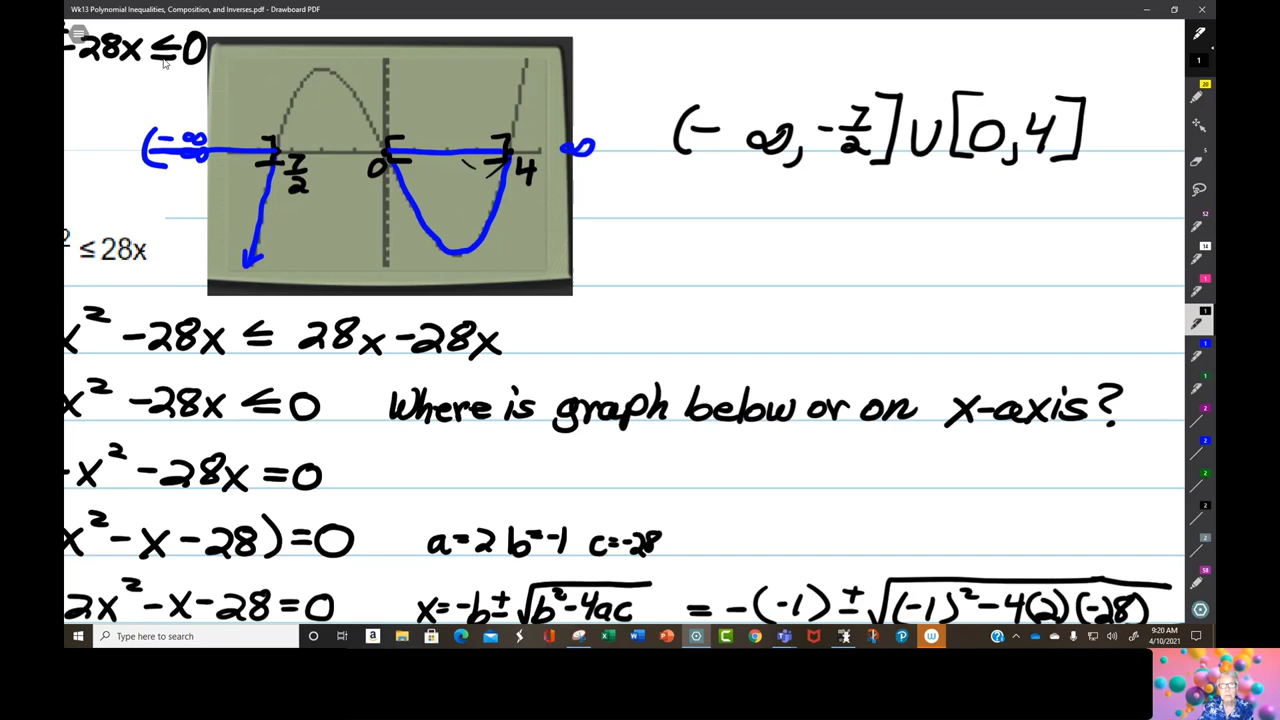 Wk13 Polynomial Inequalities, Composition, and Inverses.pdf - Drawboard PDF
-28x ≤0
(-∞
7/2
0
4
∞
(-∞, -7/2] ∪ [0,4]
2 ≤ 28x
x² -28x ≤ 28x -28x
x² -28x ≤0 Where is graph below or on x-axis?
-x² -28x =0
x² -x -28)=0 a=2 b=-1 c=-28
2x² -x -28=0 x=-b±√b²-4ac = -(-1) ± √(-1)²-4(2)(-28)
Type here to search
9:20 AM
4/10/2021